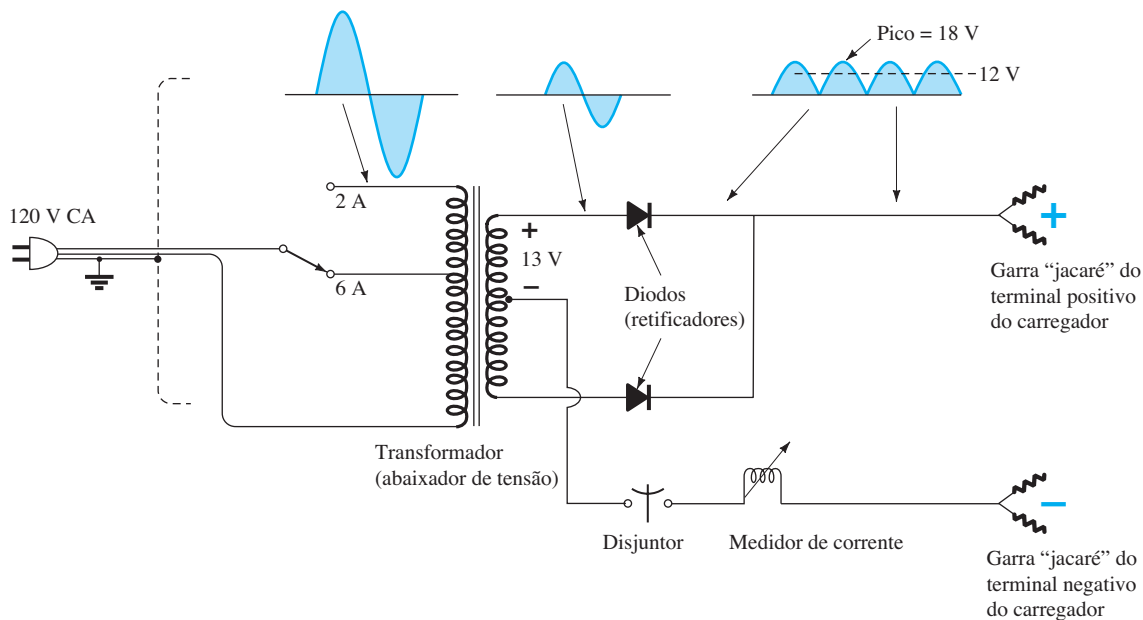 Pico = 18 V
12 V
120 V CA
2 A
6 A
+
13 V
−
Diodos
(retificadores)
+
Garra “jacaré” do
terminal positivo
do carregador
Transformador
(abaixador de tensão)
Disjuntor
Medidor de corrente
−
Garra “jacaré” do
terminal negativo
do carregador